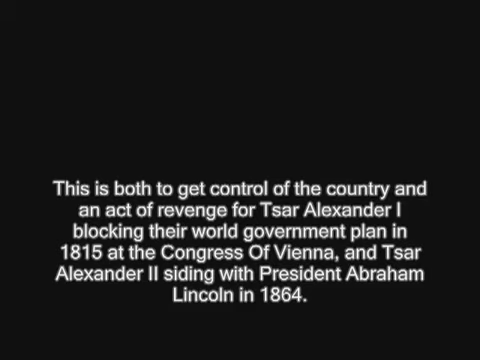 This is both to get control of the country and
an act of revenge for Tsar Alexander I
blocking their world government plan in
1815 at the Congress Of Vienna, and Tsar
Alexander II siding with President Abraham
Lincoln in 1864.